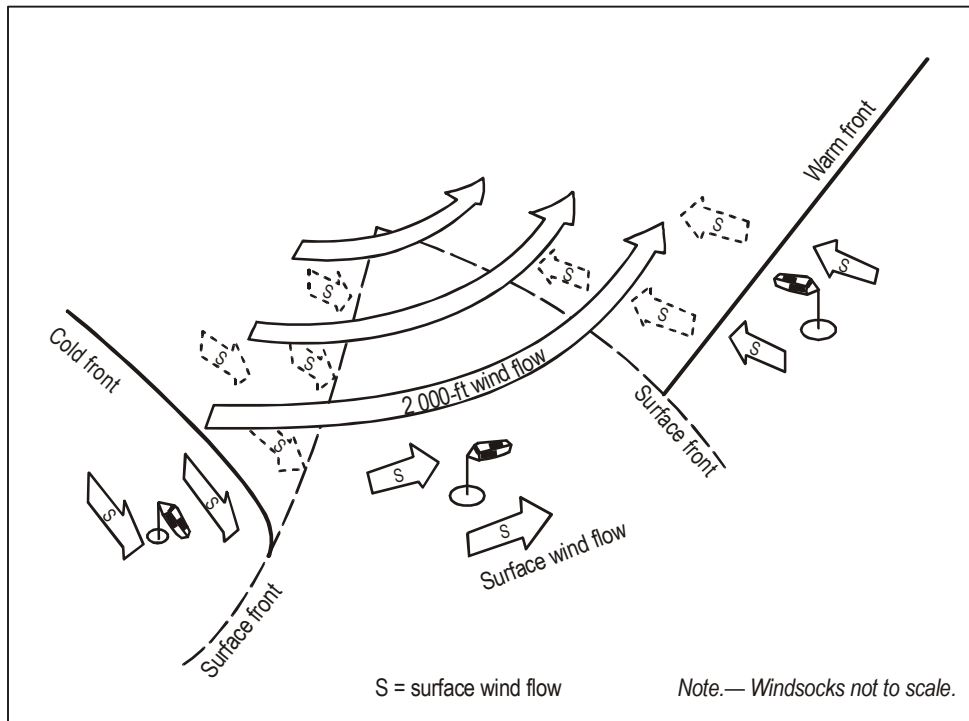 Warm front
S
S
S
S
S
S
Cold front
S
S
S
2 000-ft wind flow
S
Surface front
S
S
S
S
Surface wind flow
Surface front
S = surface wind flow
Note.— Windsocks not to scale.